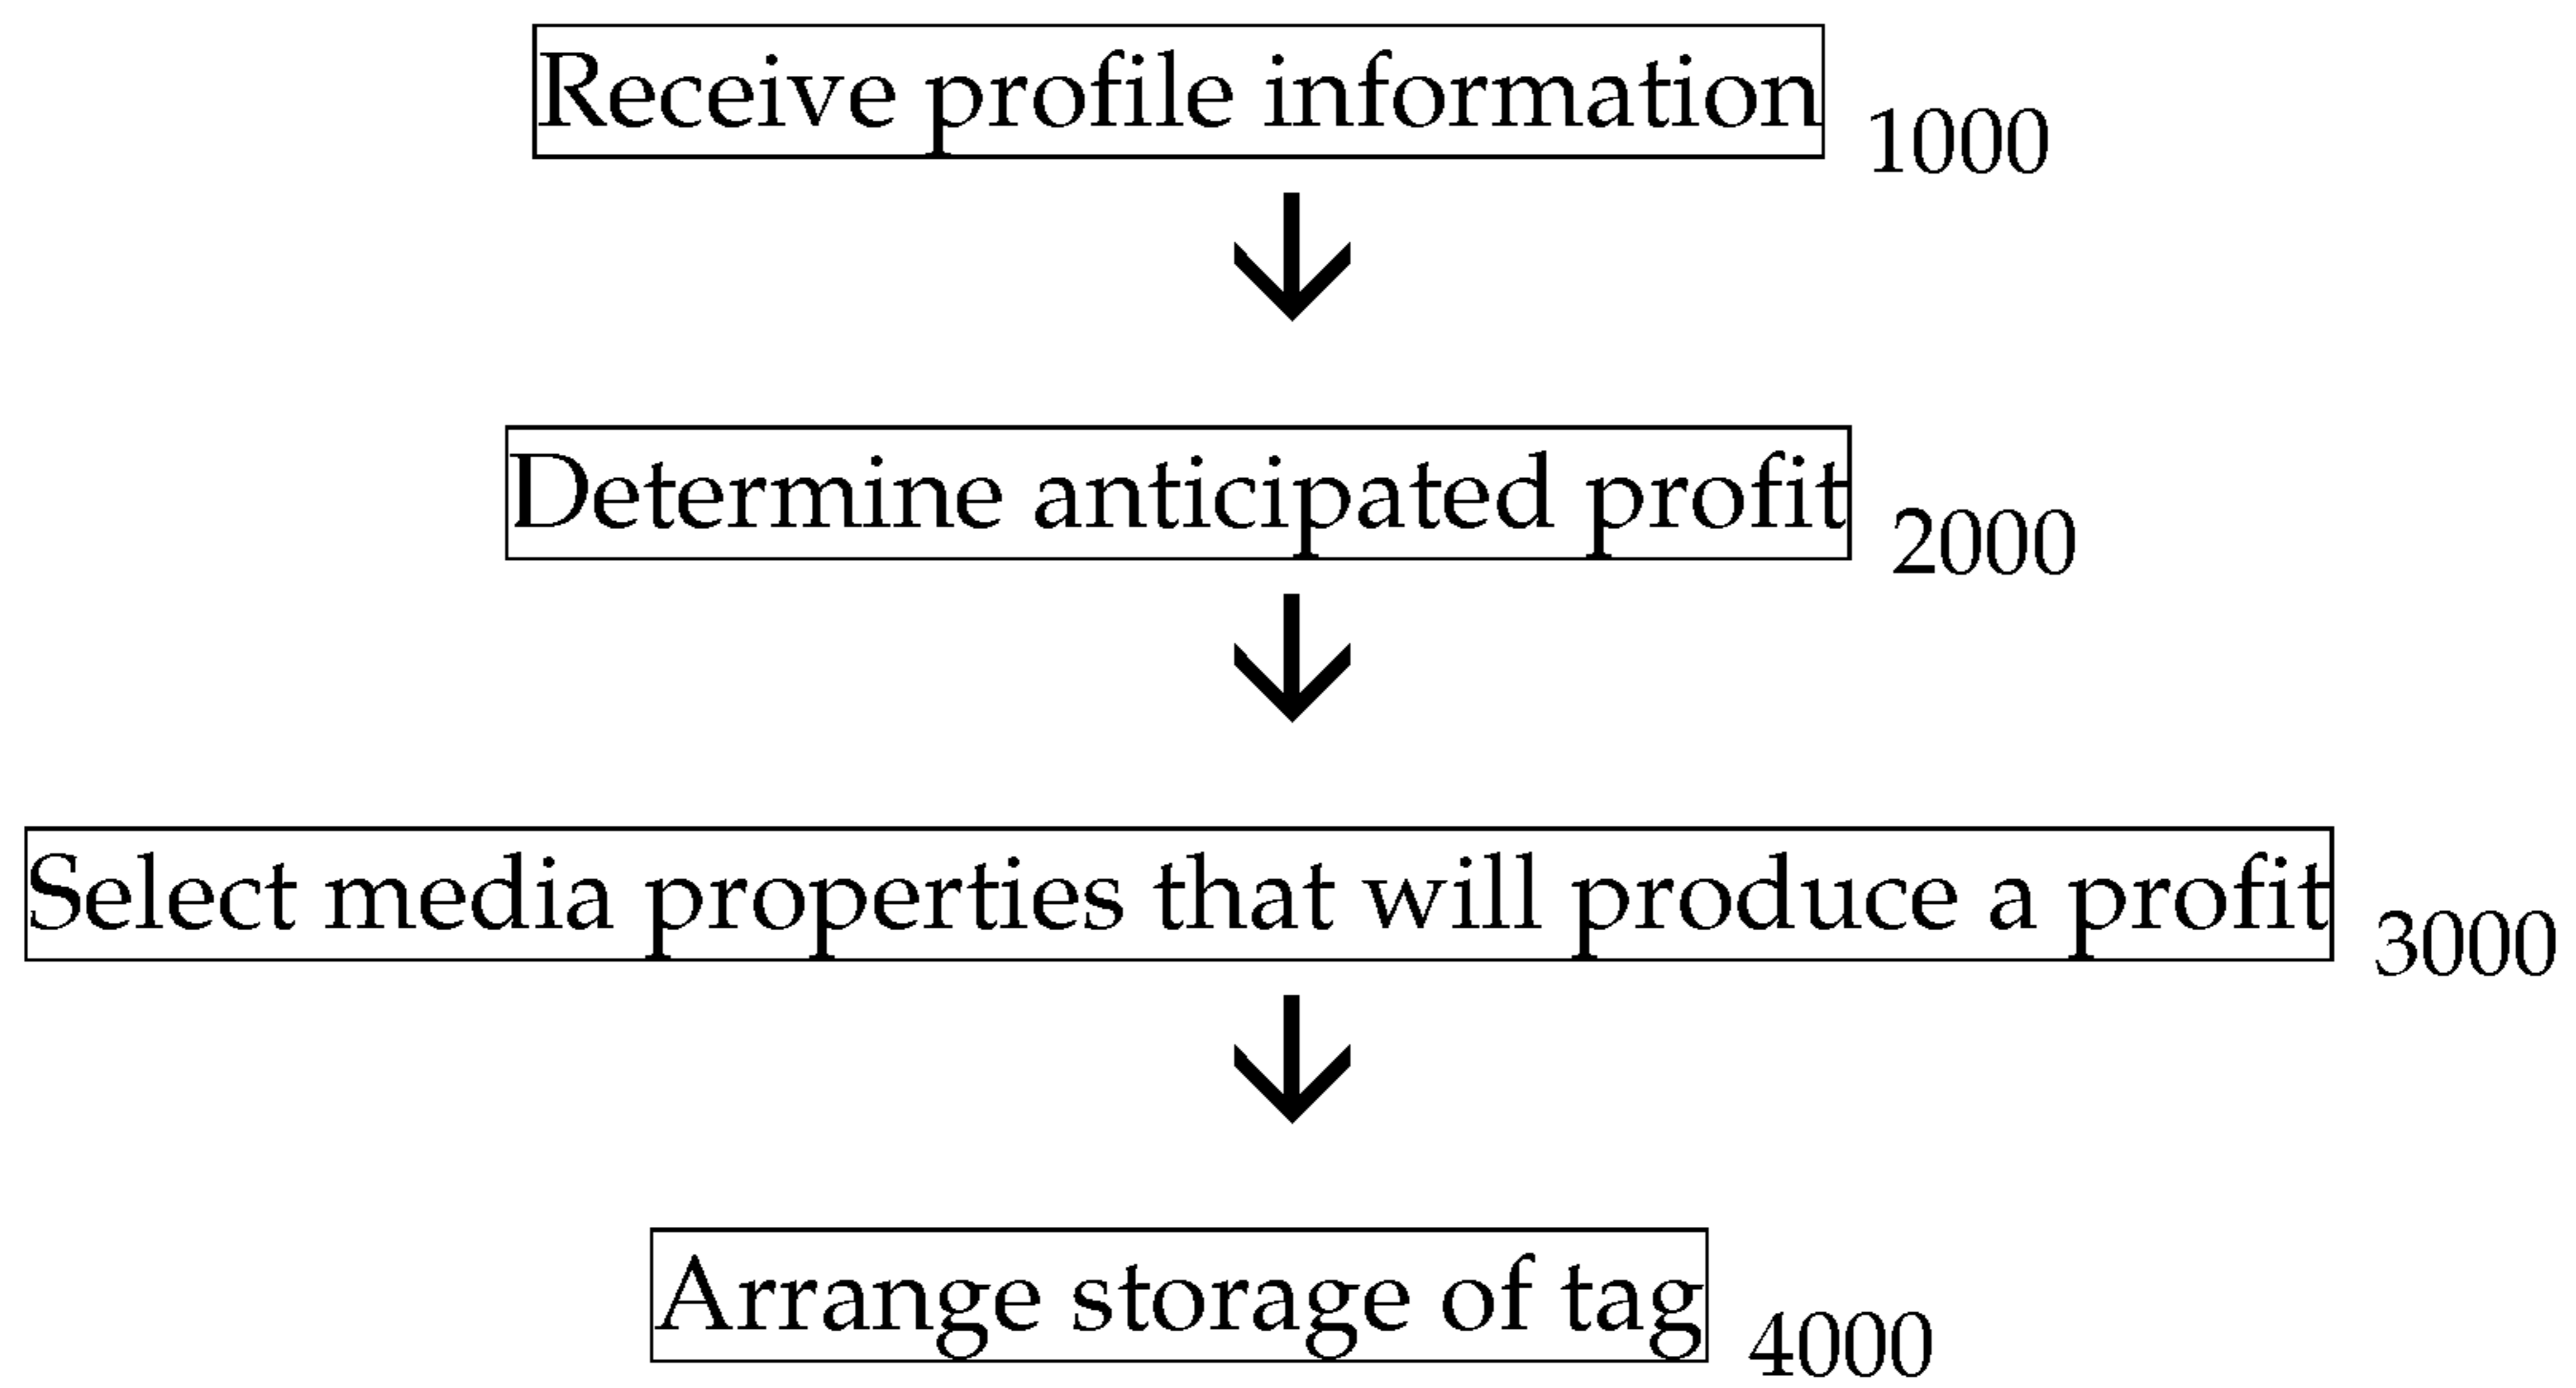 Receive profile information 1000
Determine anticipated profit 2000
Select media properties that will produce a profit 3000
Arrange storage of tag 4000